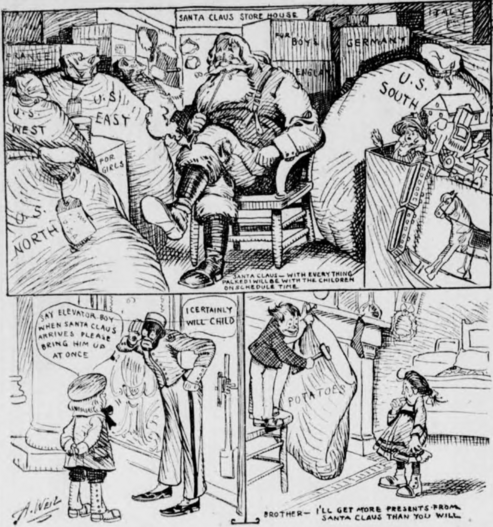 SANTA CLAUS STORE HOUSE
FOR
BOYS
ENGLAND
GERMANY
ITALY
U.S.
WEST
U.S.
EAST
FOR
GIRLS
U.S.
NORTH
U.S.
SOUTH
SANTA CLAUS — WITH EVERYTHING
PACKED I WILL BE WITH THE CHILDREN
ON SCHEDULE TIME
SAY ELEVATOR BOY
WHEN SANTA CLAUS
ARRIVES PLEASE
BRING HIM UP
AT ONCE
I CERTAINLY
WILL CHILD
POTATOES
A. WEIL
BROTHER — I'LL GET MORE PRESENTS FROM
SANTA CLAUS THAN YOU WILL